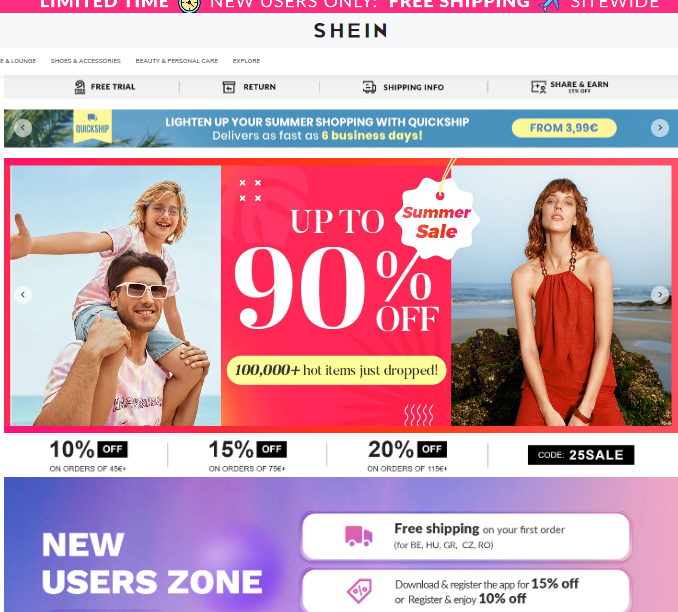 LIMITED TIME NEW USERS ONLY: FREE SHIPPING SITEWIDE
SHEIN
E & LOUNGE SHOES & ACCESSORIES BEAUTY & PERSONAL CARE EXPLORE
FREE TRIAL RETURN SHIPPING INFO SHARE & EARN
15% OFF
QUICKSHIP
LIGHTEN UP YOUR SUMMER SHOPPING WITH QUICKSHIP
Delivers as fast as 6 business days!
FROM 3,99€
UP TO
90%
OFF
Summer
Sale
100,000+ hot items just dropped!
10% OFF
ON ORDERS OF 45€+
15% OFF
ON ORDERS OF 75€+
20% OFF
ON ORDERS OF 115€+
CODE: 25SALE
NEW
USERS ZONE
Free shipping on your first order
(for BE, HU, GR, CZ, RO)
Download & register the app for 15% off
or Register & enjoy 10% off